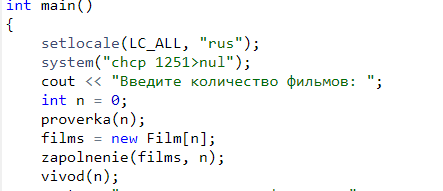 int main()
{
setlocale(LC_ALL, "rus");
system("chcp 1251>nul");
cout << "Введите количество фильмов: ";
int n = 0;
proverka(n);
films = new Film[n];
zapolnenie(films, n);
vivod(n);